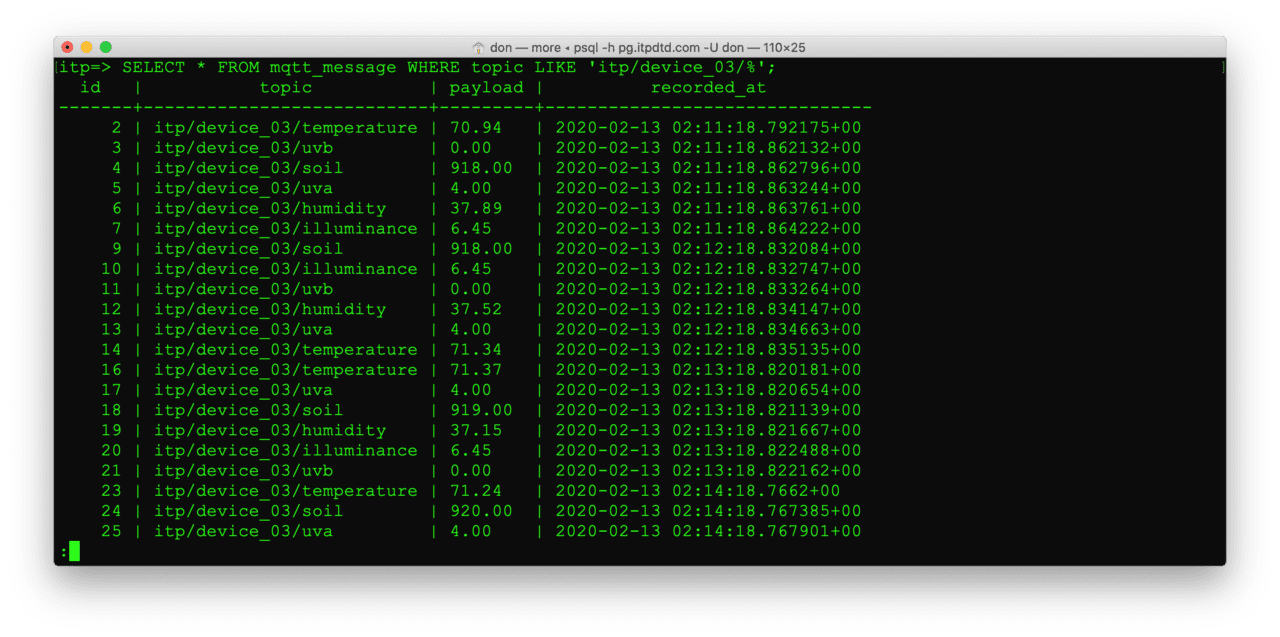 don — more ◂ psql -h pg.itpdtd.com -U don — 110×25
itp=> SELECT * FROM mqtt_message WHERE topic LIKE 'itp/device_03/%';
  id   |           topic           | payload |          recorded_at
-------+---------------------------+---------+-------------------------------
     2 | itp/device_03/temperature | 70.94   | 2020-02-13 02:11:18.792175+00
     3 | itp/device_03/uvb         | 0.00    | 2020-02-13 02:11:18.862132+00
     4 | itp/device_03/soil        | 918.00  | 2020-02-13 02:11:18.862796+00
     5 | itp/device_03/uva         | 4.00    | 2020-02-13 02:11:18.863244+00
     6 | itp/device_03/humidity    | 37.89   | 2020-02-13 02:11:18.863761+00
     7 | itp/device_03/illuminance | 6.45    | 2020-02-13 02:11:18.864222+00
     9 | itp/device_03/soil        | 918.00  | 2020-02-13 02:12:18.832084+00
    10 | itp/device_03/illuminance | 6.45    | 2020-02-13 02:12:18.832747+00
    11 | itp/device_03/uvb         | 0.00    | 2020-02-13 02:12:18.833264+00
    12 | itp/device_03/humidity    | 37.52   | 2020-02-13 02:12:18.834147+00
    13 | itp/device_03/uva         | 4.00    | 2020-02-13 02:12:18.834663+00
    14 | itp/device_03/temperature | 71.34   | 2020-02-13 02:12:18.835135+00
    16 | itp/device_03/temperature | 71.37   | 2020-02-13 02:13:18.820181+00
    17 | itp/device_03/uva         | 4.00    | 2020-02-13 02:13:18.820654+00
    18 | itp/device_03/soil        | 919.00  | 2020-02-13 02:13:18.821139+00
    19 | itp/device_03/humidity    | 37.15   | 2020-02-13 02:13:18.821667+00
    20 | itp/device_03/illuminance | 6.45    | 2020-02-13 02:13:18.822488+00
    21 | itp/device_03/uvb         | 0.00    | 2020-02-13 02:13:18.822162+00
    23 | itp/device_03/temperature | 71.24   | 2020-02-13 02:14:18.7662+00
    24 | itp/device_03/soil        | 920.00  | 2020-02-13 02:14:18.767385+00
    25 | itp/device_03/uva         | 4.00    | 2020-02-13 02:14:18.767901+00
: